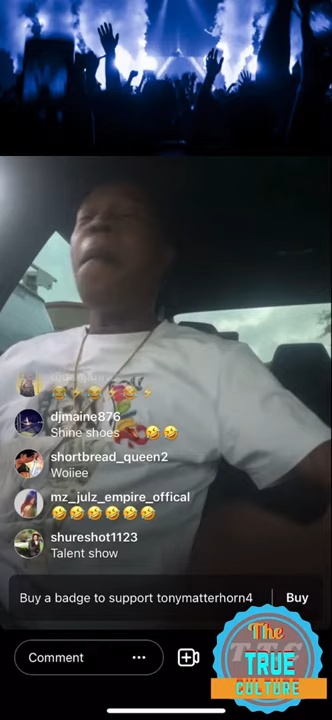 djmaine876
Shine shoes 🤣🤣
shortbread_queen2
Woiiee
mz_julz_empire_offical
🤣🤣🤣🤣🤣🤣
shureshot1123
Talent show
Buy a badge to support tonymatterhorn4
Buy
Comment
The
TRUE
CULTURE